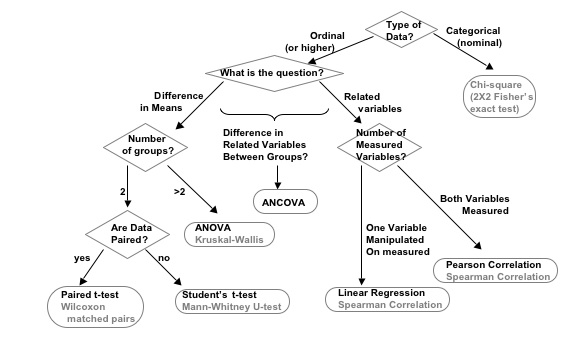 Type of
Data?
Ordinal
(or higher)
Categorical
(nominal)
What is the question?
Chi-square
(2X2 Fisher's
exact test)
Difference
in Means
Related
variables
Difference in
Related Variables
Between Groups?
Number
of groups?
Number of
Measured
Variables?
2
>2
ANCOVA
Both Variables
Measured
Are Data
Paired?
ANOVA
Kruskal-Wallis
One Variable
Manipulated
On measured
yes
no
Pearson Correlation
Spearman Correlation
Paired t-test
Wilcoxon
matched pairs
Student's t-test
Mann-Whitney U-test
Linear Regression
Spearman Correlation